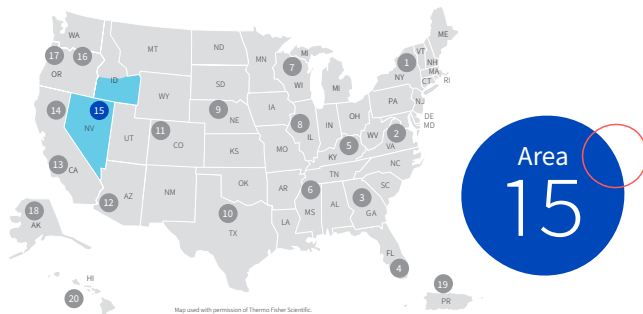 WA
ME
ND
MT
VT
MN
MI
17
16
1
NH
OR
ID
7
NY
MA
SD
WI
CT
RI
MI
WY
PA
NJ
14
15
9
IA
NE
OH
DE
NV
8
IL
IN
2
MD
11
UT
CO
WV
VA
KS
MO
5
KY
13
CA
NC
TN
OK
AR
6
SC
12
AZ
NM
3
18
10
MS
AL
GA
AK
TX
LA
FL
4
HI
19
20
PR
Map used with permission of Thermo Fisher Scientific.
Area
15